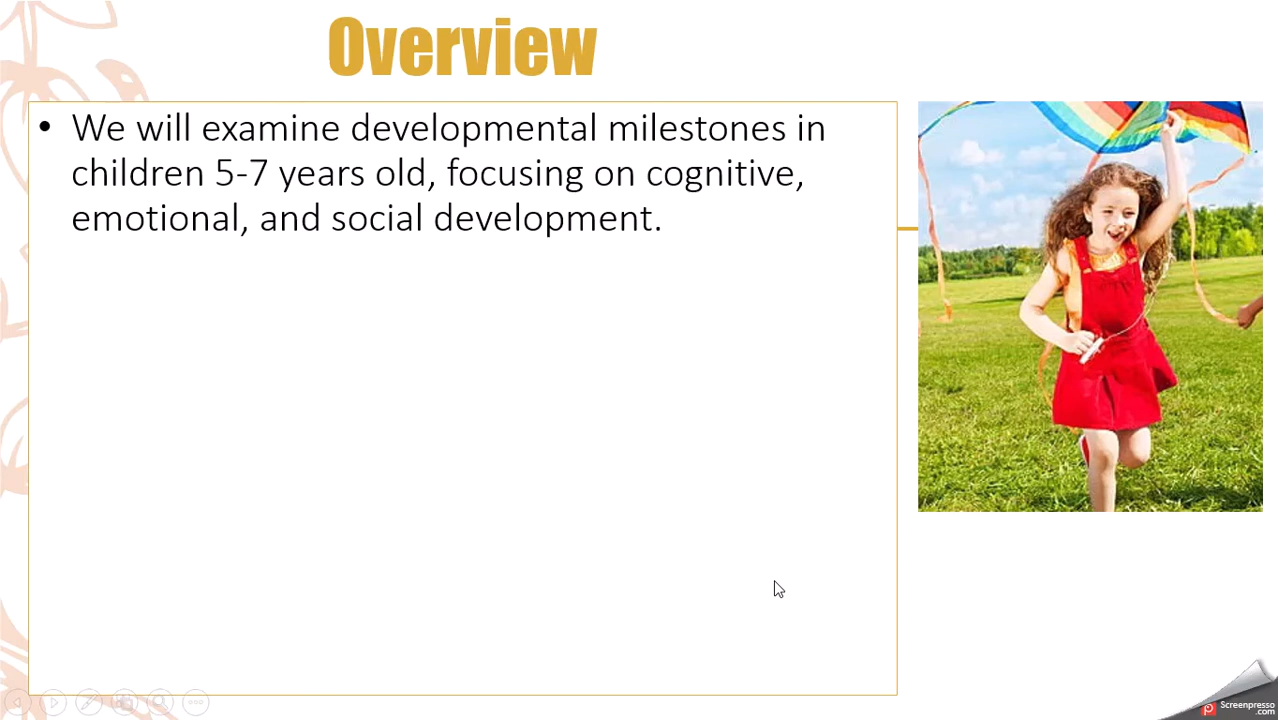 Overview
• We will examine developmental milestones in
children 5-7 years old, focusing on cognitive,
emotional, and social development.
Screenpresso
.com